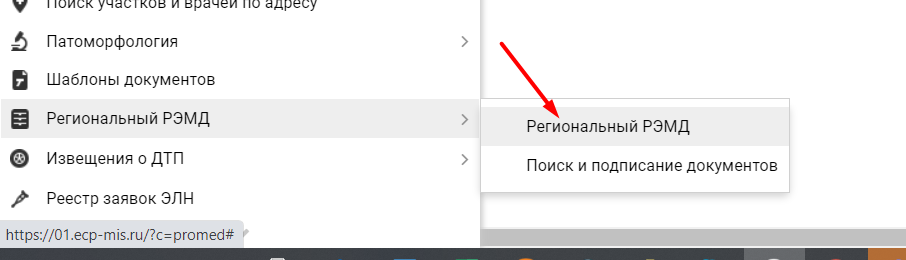 Поиск участков и врачей по адресу
Патоморфология
Шаблоны документов
Региональный РЭМД
Региональный РЭМД
Поиск и подписание документов
Извещения о ДТП
Реестр заявок ЭЛН
https://01.ecp-mis.ru/?c=promed#